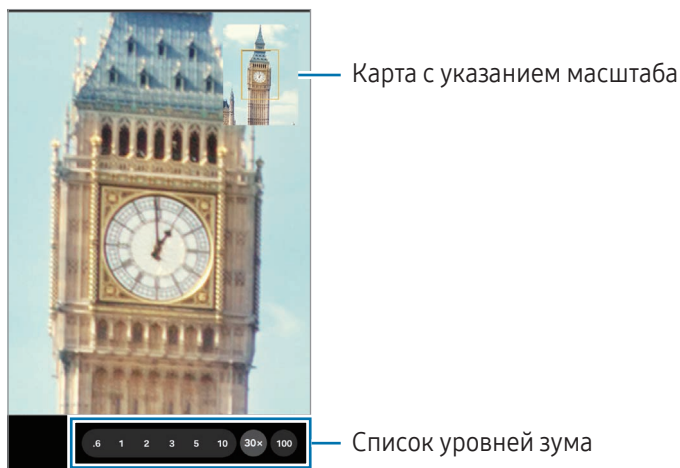 Карта с указанием масштаба
.6 1 2 3 5 10 30× 100
Список уровней зума